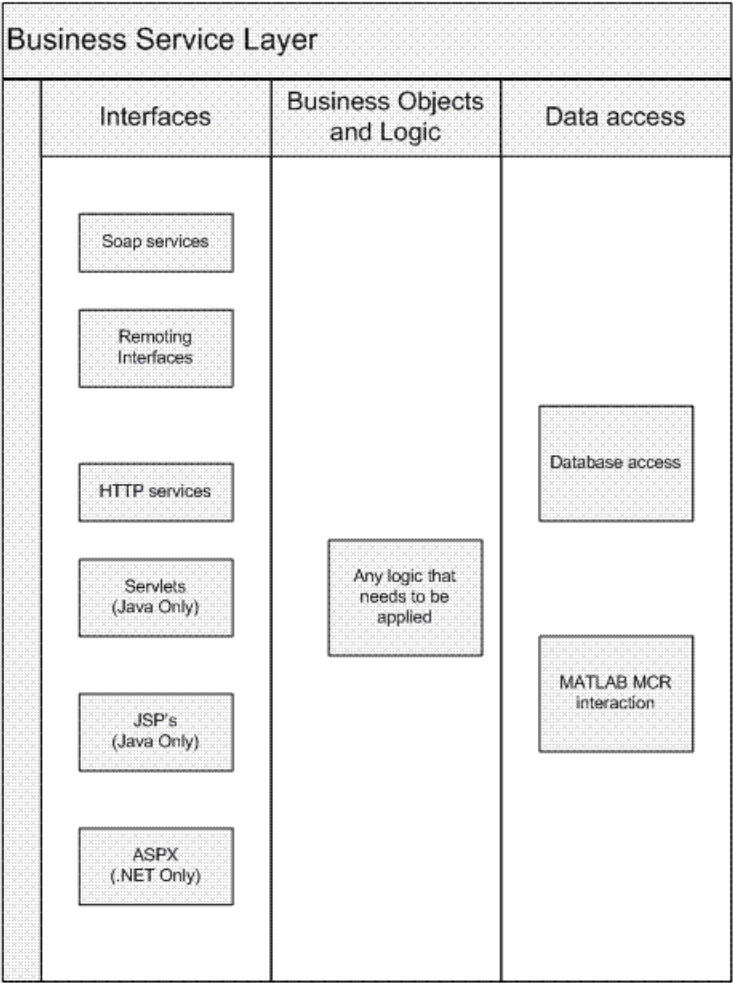 Business Service Layer
Interfaces
Business Objects
and Logic
Data access
Soap services
Remoting
Interfaces
HTTP services
Servlets
(Java Only)
JSP's
(Java Only)
ASPX
(.NET Only)
Any logic that
needs to be
applied
Database access
MATLAB MCR
interaction